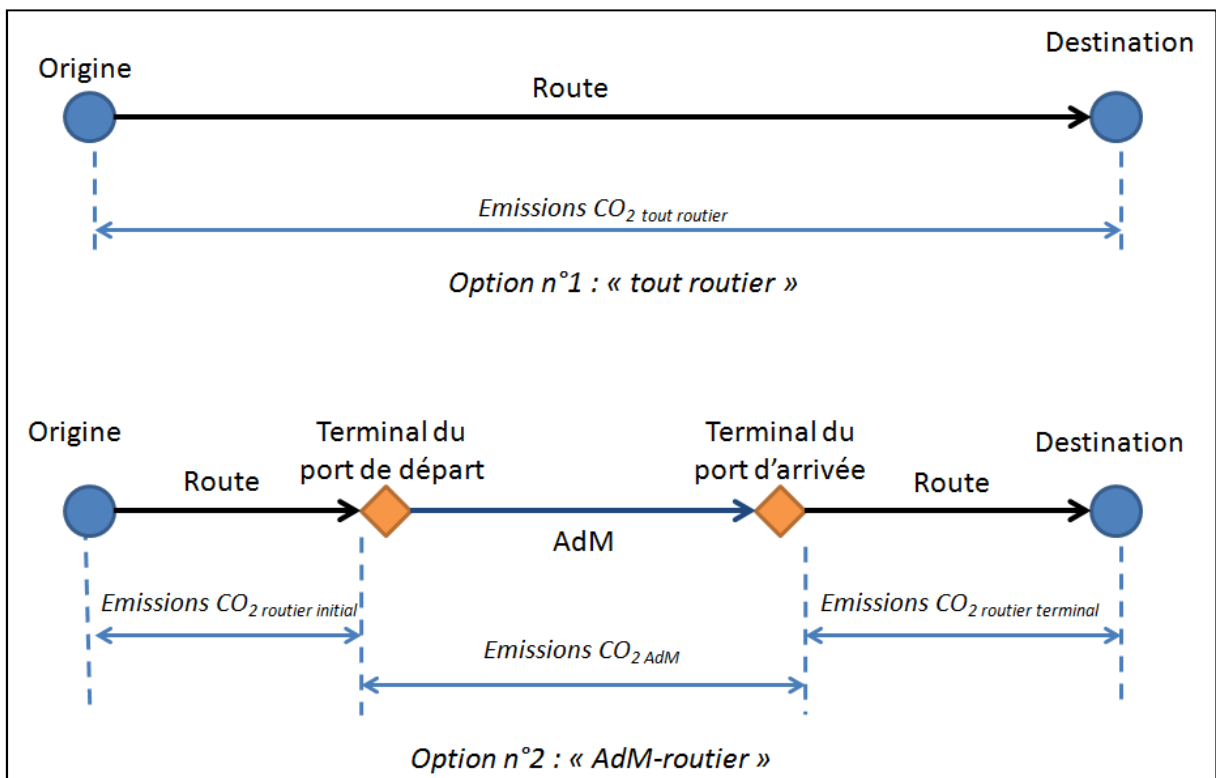 Origine
Destination
Route
Emissions CO2 tout routier
Option n°1 : « tout routier »
Origine
Terminal du
port de départ
Terminal du
port d’arrivée
Destination
Route
Route
AdM
Emissions CO2 routier initial
Emissions CO2 routier terminal
Emissions CO2 AdM
Option n°2 : « AdM-routier »